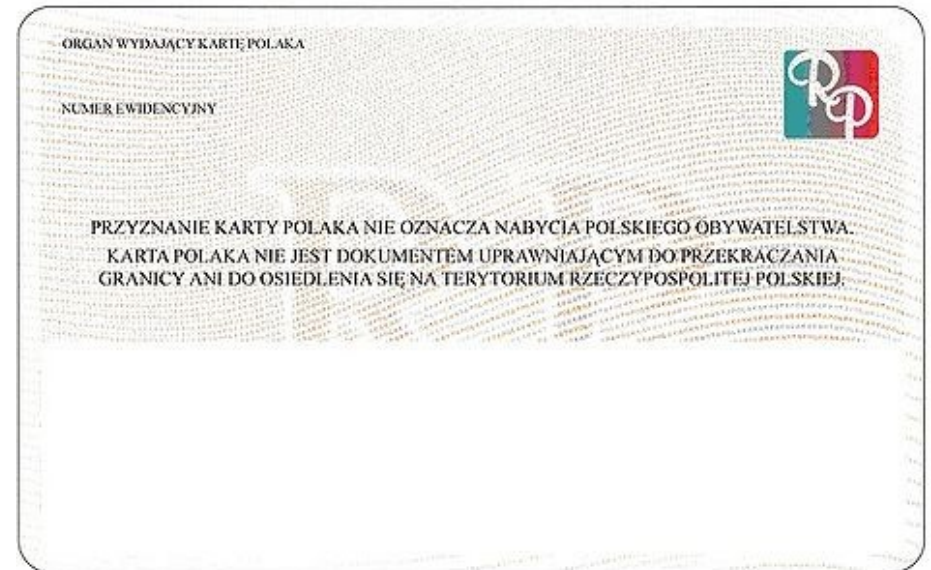 ORGAN WYDAJĄCY KARTĘ POLAKA
RP
NUMER EWIDENCYJNY
PRZYZNANIE KARTY POLAKA NIE OZNACZA NABYCIA POLSKIEGO OBYWATELSTWA.
KARTA POLAKA NIE JEST DOKUMENTEM UPRAWNIAJĄCYM DO PRZEKRACZANIA
GRANICY ANI DO OSIEDLENIA SIĘ NA TERYTORIUM RZECZYPOSPOLITEJ POLSKIEJ.
RP